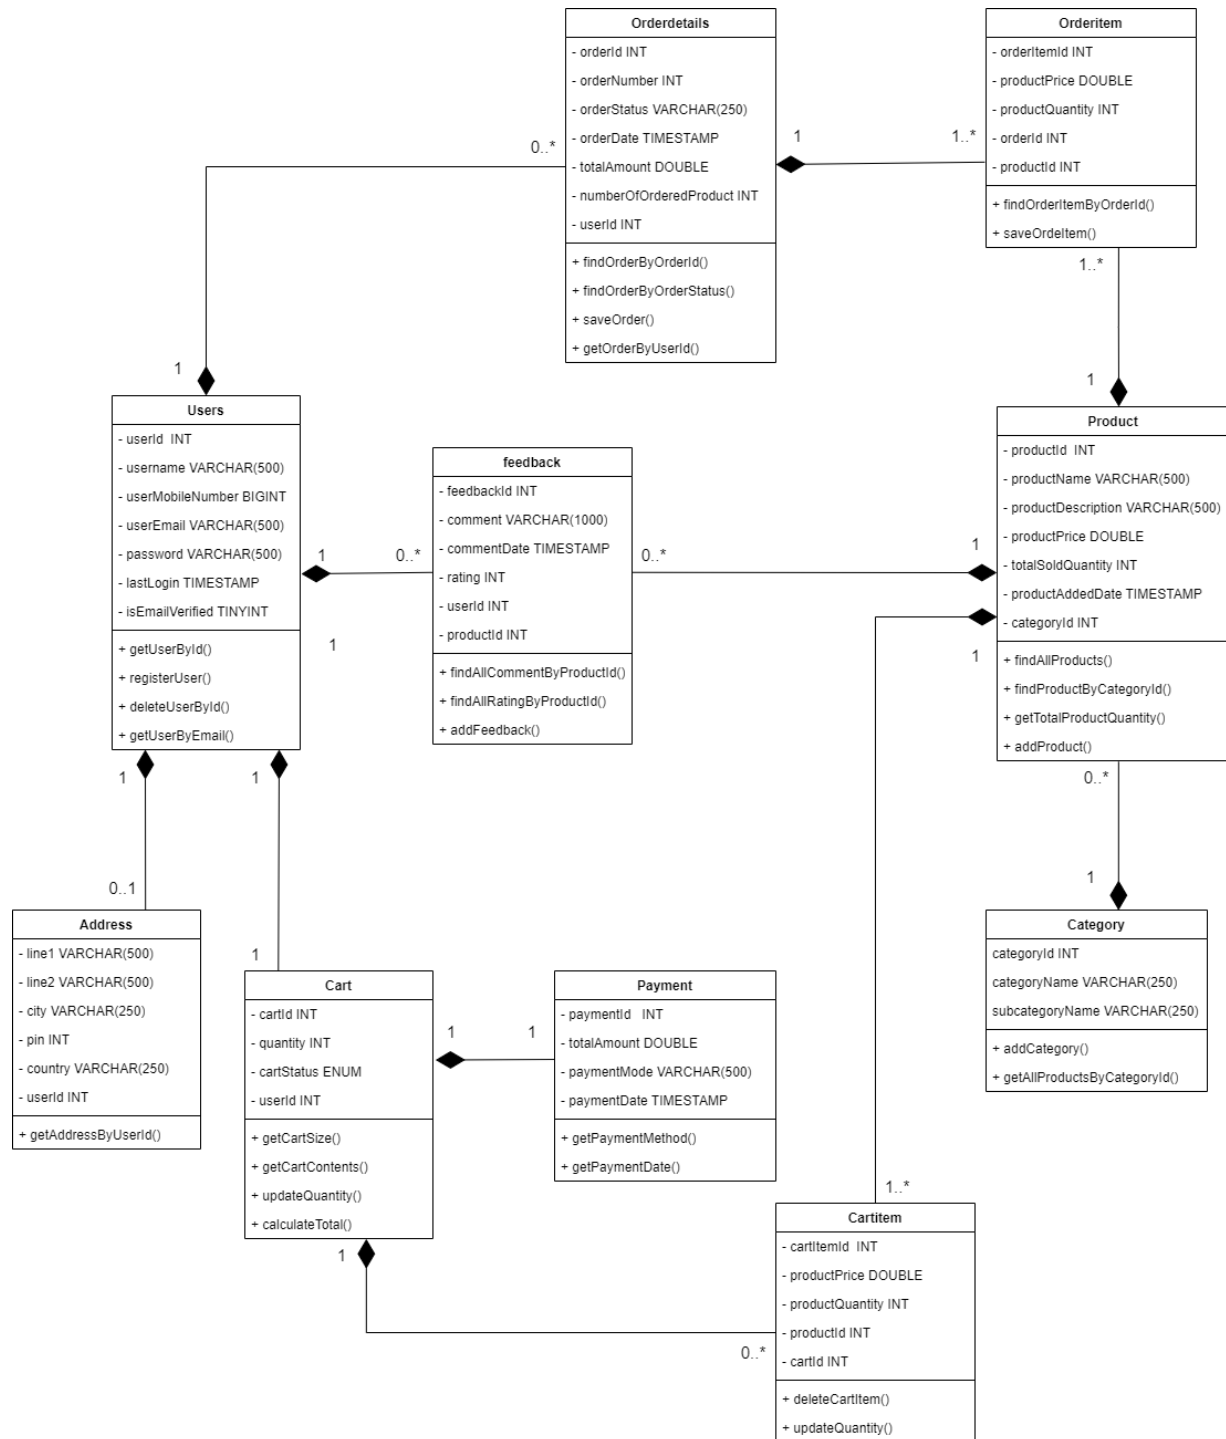 Orderdetails
- orderId INT
- orderNumber INT
- orderStatus VARCHAR(250)
- orderDate TIMESTAMP
- totalAmount DOUBLE
- numberOfOrderedProduct INT
- userId INT
+ findOrderByOrderId()
+ findOrderByOrderStatus()
+ saveOrder()
+ getOrderByUserId()
Orderitem
- orderItemId INT
- productPrice DOUBLE
- productQuantity INT
- orderId INT
- productId INT
+ findOrderItemByOrderId()
+ saveOrdeItem()
0..*
1
1..*
1..*
1
1
Users
- userId INT
- username VARCHAR(500)
- userMobileNumber BIGINT
- userEmail VARCHAR(500)
- password VARCHAR(500)
- lastLogin TIMESTAMP
- isEmailVerified TINYINT
+ getUserById()
+ registerUser()
+ deleteUserById()
+ getUserByEmail()
1
0..*
1
feedback
- feedbackId INT
- comment VARCHAR(1000)
- commentDate TIMESTAMP
- rating INT
- userId INT
- productId INT
+ findAllCommentByProductId()
+ findAllRatingByProductId()
+ addFeedback()
0..*
1
1
Product
- productId INT
- productName VARCHAR(500)
- productDescription VARCHAR(500)
- productPrice DOUBLE
- totalSoldQuantity INT
- productAddedDate TIMESTAMP
- categoryId INT
+ findAllProducts()
+ findProductByCategoryId()
+ getTotalProductQuantity()
+ addProduct()
1
1
0..*
0..1
1
1
Address
- line1 VARCHAR(500)
- line2 VARCHAR(500)
- city VARCHAR(250)
- pin INT
- country VARCHAR(250)
- userId INT
+ getAddressByUserId()
Cart
- cartId INT
- quantity INT
- cartStatus ENUM
- userId INT
+ getCartSize()
+ getCartContents()
+ updateQuantity()
+ calculateTotal()
1
1
Payment
- paymentId INT
- totalAmount DOUBLE
- paymentMode VARCHAR(500)
- paymentDate TIMESTAMP
+ getPaymentMethod()
+ getPaymentDate()
Category
categoryId INT
categoryName VARCHAR(250)
subcategoryName VARCHAR(250)
+ addCategory()
+ getAllProductsByCategoryId()
1..*
1
0..*
Cartitem
- cartItemId INT
- productPrice DOUBLE
- productQuantity INT
- productId INT
- cartId INT
+ deleteCartItem()
+ updateQuantity()